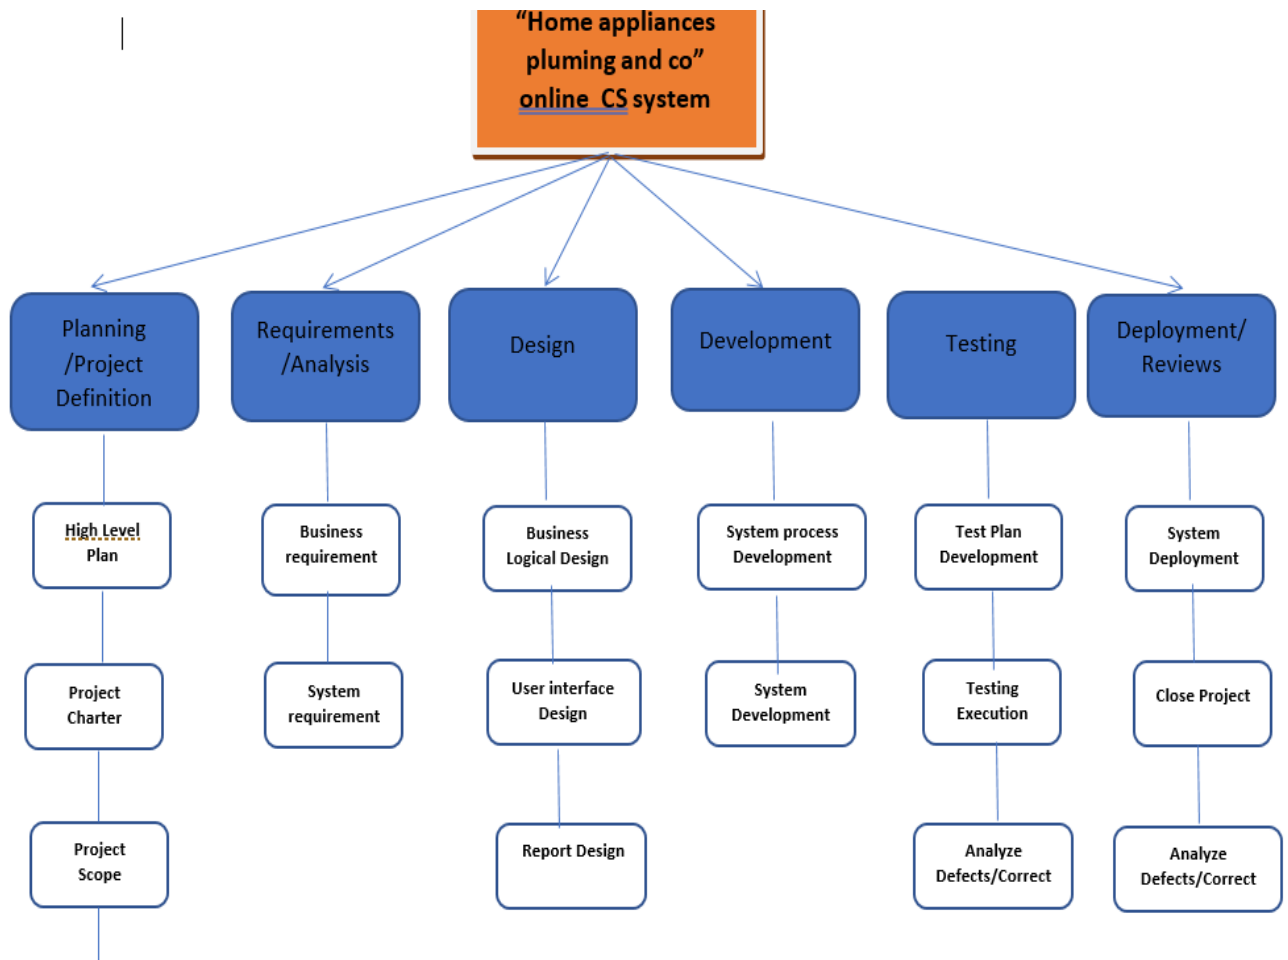 “Home appliances
pluming and co”
online CS system
Planning
/Project
Definition
Requirements
/Analysis
Design
Development
Testing
Deployment/
Reviews
High Level
Plan
Business
requirement
Business
Logical Design
System process
Development
Test Plan
Development
System
Deployment
Project
Charter
System
requirement
User interface
Design
System
Development
Testing
Execution
Close Project
Project
Scope
Report Design
Analyze
Defects/Correct
Analyze
Defects/Correct